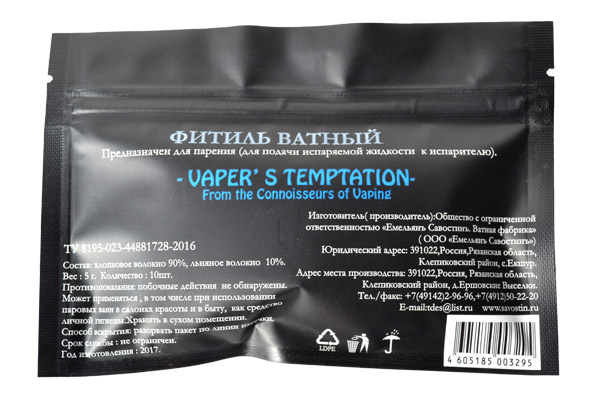 ФИТИЛЬ ВАТНЫЙ
Предназначен для парения (для подачи испаряемой жидкости к испарителю).
- VAPER' S TEMPTATION-
From the Connoisseurs of Vaping
Изготовитель( производитель):Общество с ограниченной
ответственностью «Емельянъ Савостинъ. Ватная фабрика»
( ООО «Емельянъ Савостинъ»)
Юридический адрес: 391022,Россия,Рязанская область,
Клепиковский район, с.Екшур.
Адрес места производства: 391022,Россия, Рязанская область,
Клепиковский район, д.Ершовские Выселки.
Тел./факс: +7(49142)2-96-96,+7(4912)50-22-20
E-mail:tdes@list.ru www.savostin.ru
ТУ 8195-023-44881728-2016
Состав: хлопковое волокно 90%, льняное волокно 10%.
Вес : 5 г. Количество : 10шт.
Противопоказания: побочные действия не обнаружены.
Может применяться , в том числе при использовании
паровых ванн в салонах красоты и в быту, как средство
личной гигиены.Хранить в сухом помещении.
Способ вскрытия: разорвать пакет по линии насечки.
Срок службы : не ограничен.
Год изготовления : 2017.
LDPE
4 605185 003295